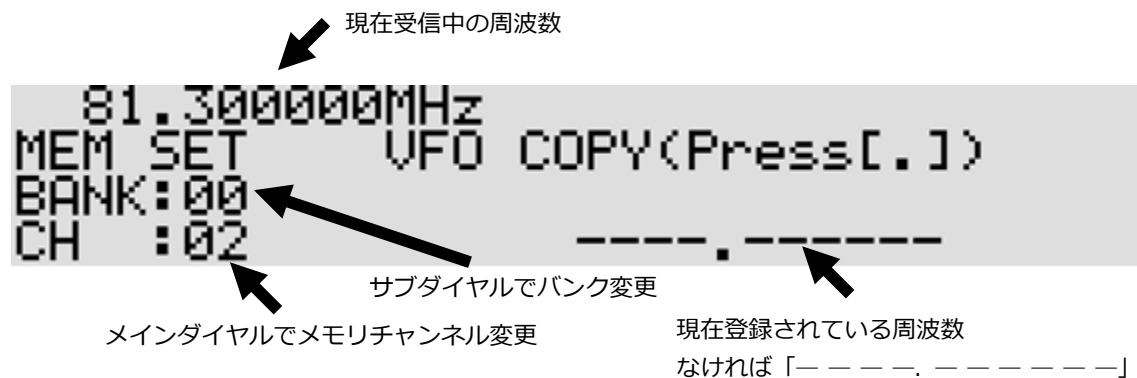 現在受信中の周波数
81.300000MHz
MEM SET VFO COPY(Press[.])
BANK:00
CH :02 ----.------
サブダイヤルでバンク変更
メインダイヤルでメモリチャンネル変更
現在登録されている周波数
なければ「― ― ― ―. ― ― ― ― ― ―」